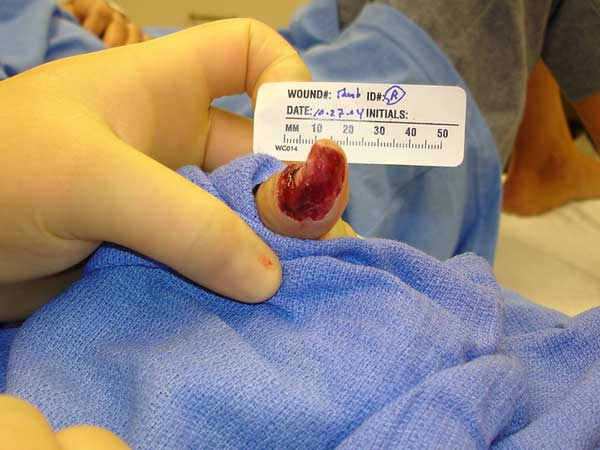 WOUND#: thumb ID#: R
DATE: 10.27.04 INITIALS:
MM 10 20 30 40 50
WC014